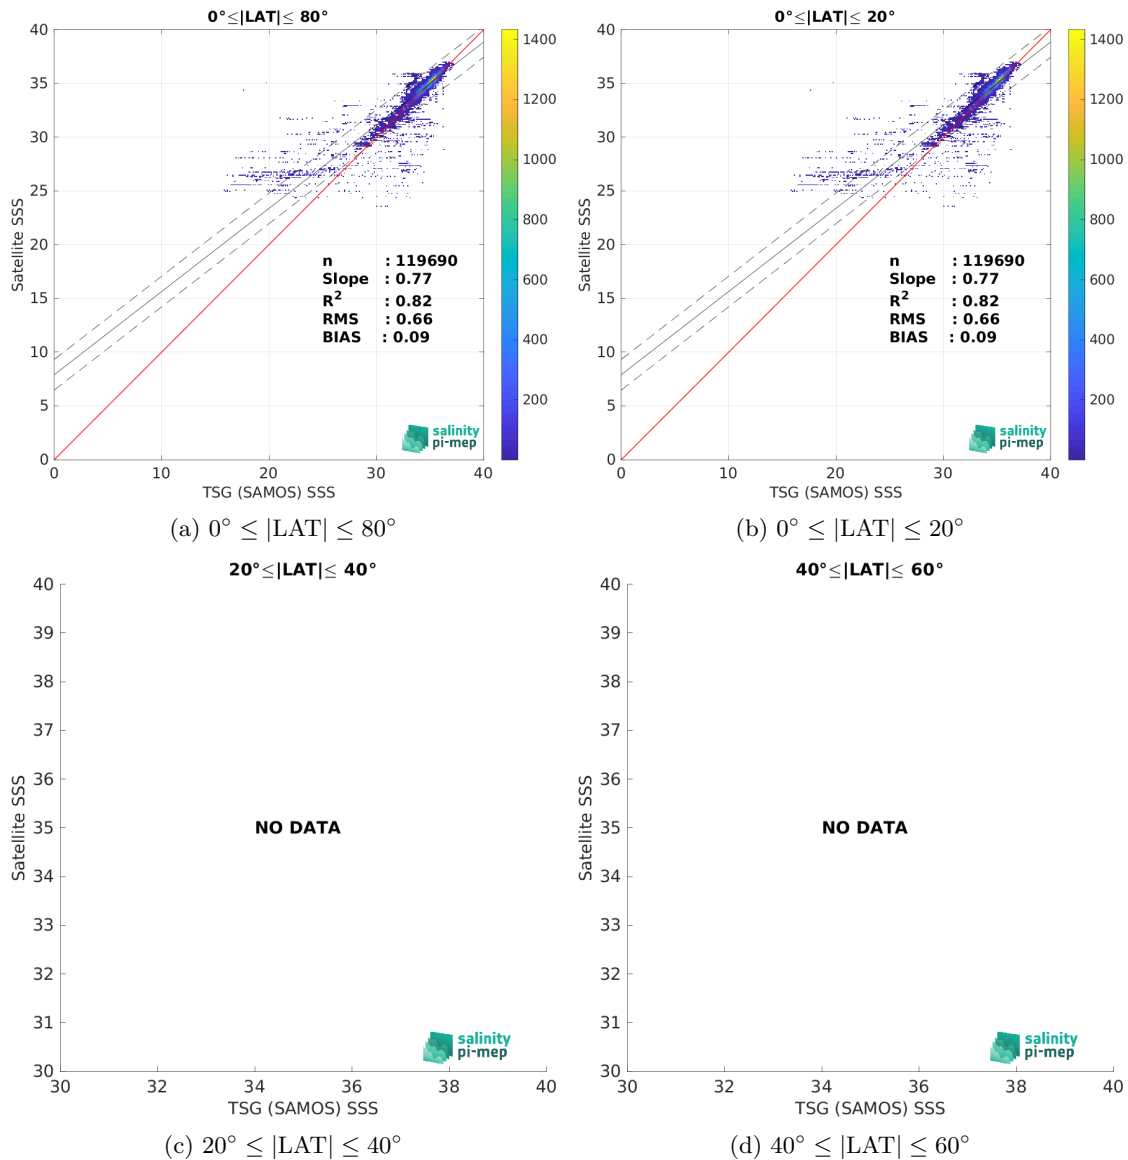 0°≤|LAT|≤ 80°
40
35
30
25
20
15
10
5
0
Satellite SSS
n : 119690
Slope : 0.77
R² : 0.82
RMS : 0.66
BIAS : 0.09
salinity
pi-mep
0 10 20 30 40
TSG (SAMOS) SSS
1400
1200
1000
800
600
400
200
(a) 0° ≤ |LAT| ≤ 80°
0°≤|LAT|≤ 20°
40
35
30
25
20
15
10
5
0
Satellite SSS
n : 119690
Slope : 0.77
R² : 0.82
RMS : 0.66
BIAS : 0.09
salinity
pi-mep
0 10 20 30 40
TSG (SAMOS) SSS
1400
1200
1000
800
600
400
200
(b) 0° ≤ |LAT| ≤ 20°
20°≤|LAT|≤ 40°
40
39
38
37
36
35
34
33
32
31
30
Satellite SSS
NO DATA
salinity
pi-mep
30 32 34 36 38 40
TSG (SAMOS) SSS
(c) 20° ≤ |LAT| ≤ 40°
40°≤|LAT|≤ 60°
40
39
38
37
36
35
34
33
32
31
30
Satellite SSS
NO DATA
salinity
pi-mep
30 32 34 36 38 40
TSG (SAMOS) SSS
(d) 40° ≤ |LAT| ≤ 60°